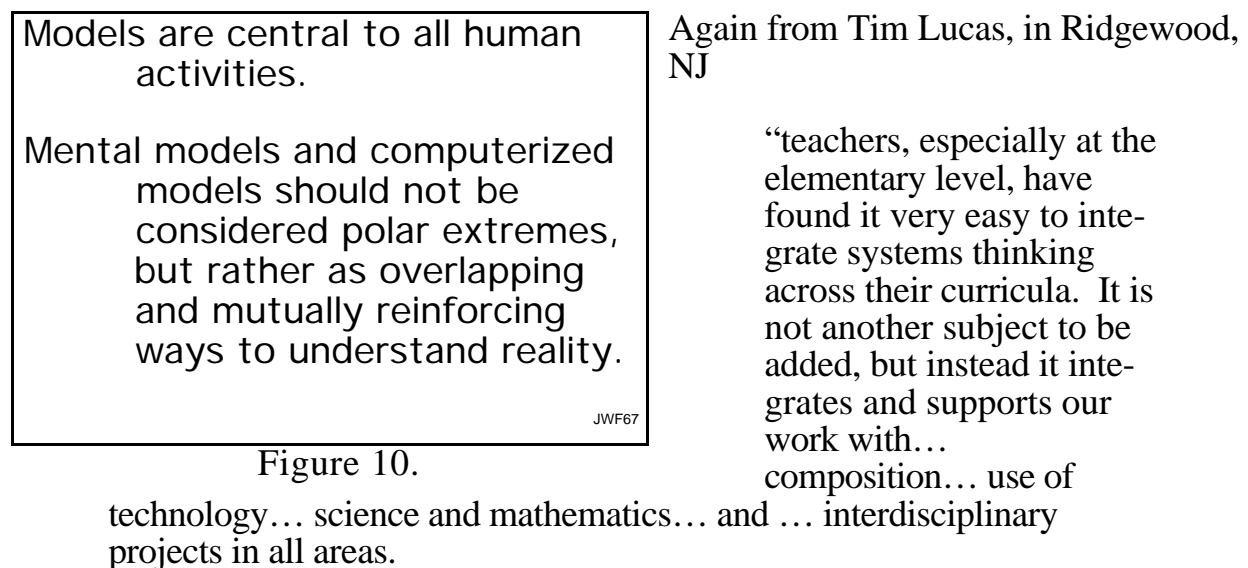 Models are central to all human
activities.
Mental models and computerized
models should not be
considered polar extremes,
but rather as overlapping
and mutually reinforcing
ways to understand reality.
JWF67
Figure 10.
Again from Tim Lucas, in Ridgewood,
NJ
“teachers, especially at the
elementary level, have
found it very easy to inte-
grate systems thinking
across their curricula.  It is
not another subject to be
added, but instead it inte-
grates and supports our
work with…
composition… use of
technology… science and mathematics… and … interdisciplinary
projects in all areas.